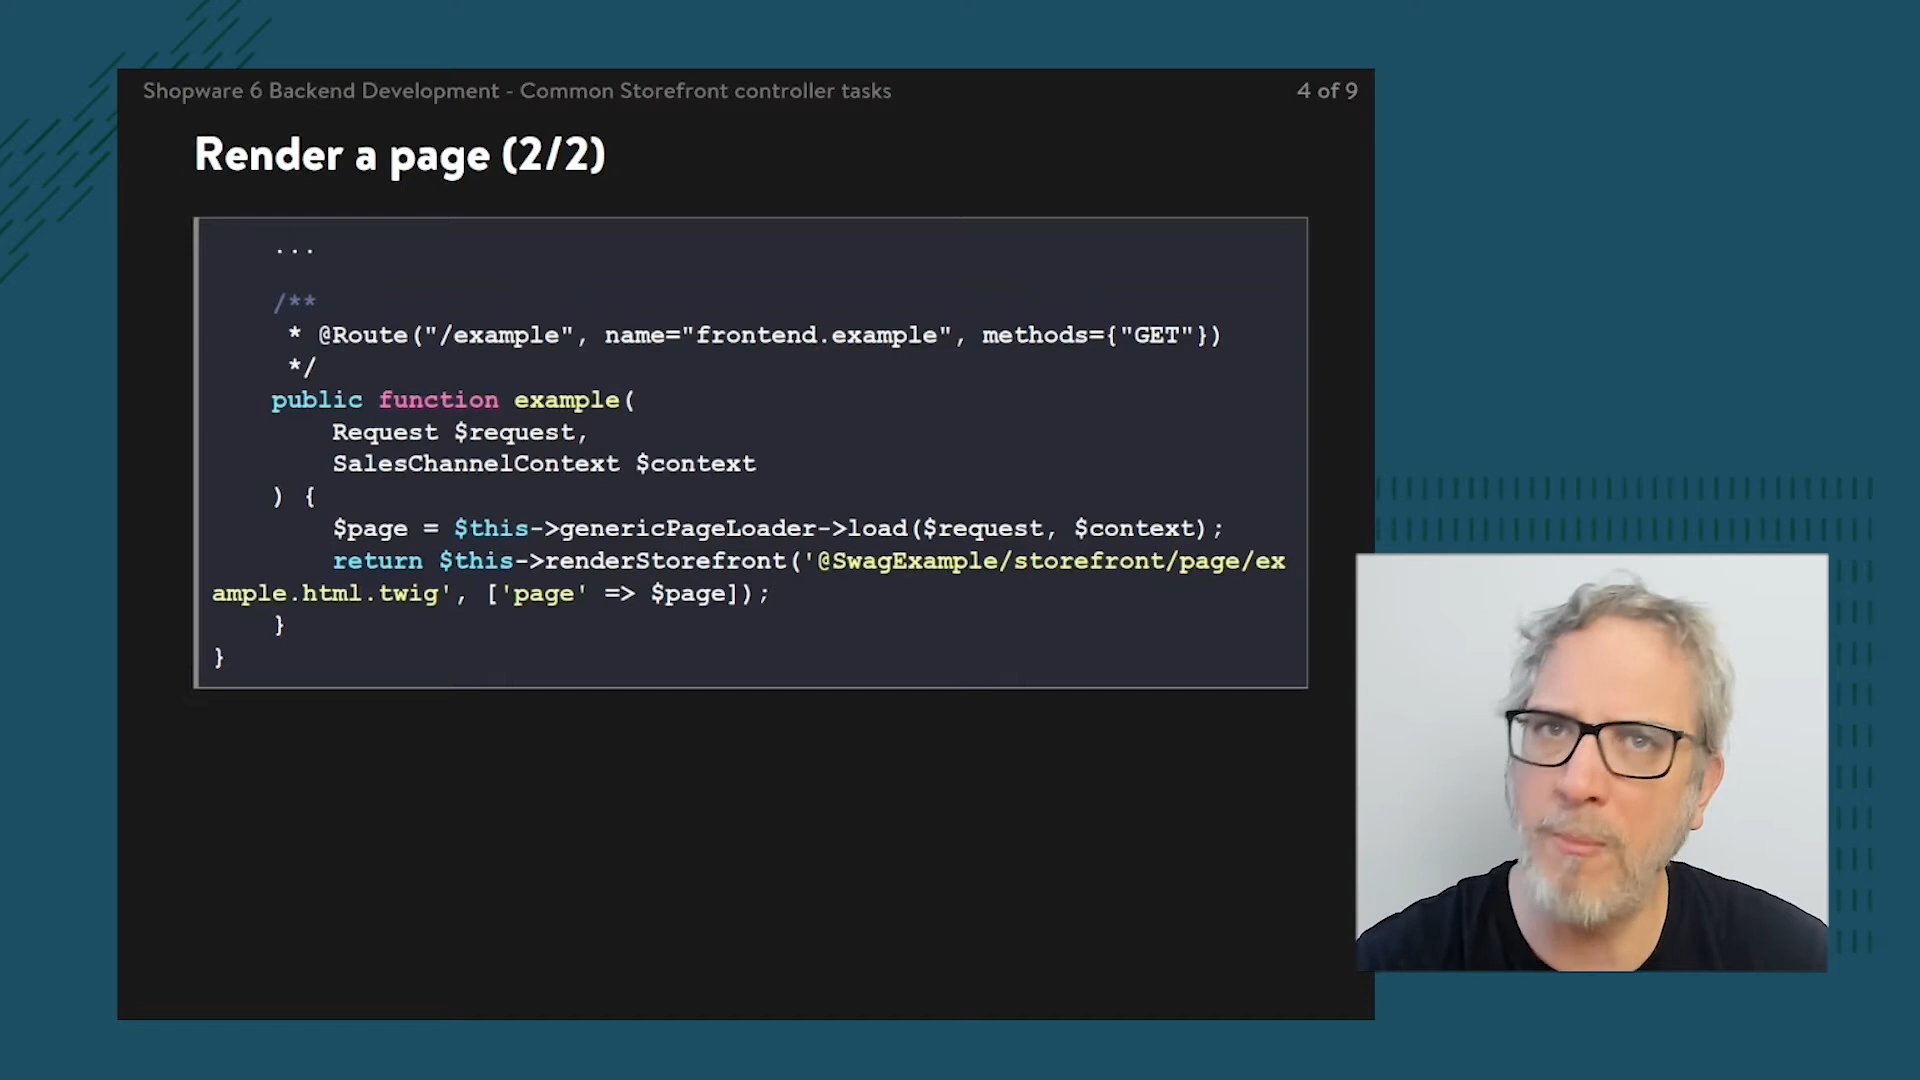 Shopware 6 Backend Development - Common Storefront controller tasks
4 of 9
Render a page (2/2)
...
/**
* @Route("/example", name="frontend.example", methods={"GET"})
*/
public function example(
Request $request,
SalesChannelContext $context
) {
$page = $this->genericPageLoader->load($request, $context);
return $this->renderStorefront('@SwagExample/storefront/page/ex
ample.html.twig', ['page' => $page]);
}
}